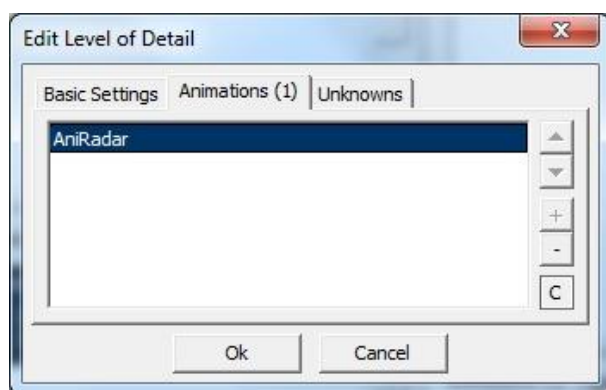 Edit Level of Detail
Basic Settings Animations (1) Unknowns
AniRadar
+
-
C
Ok Cancel